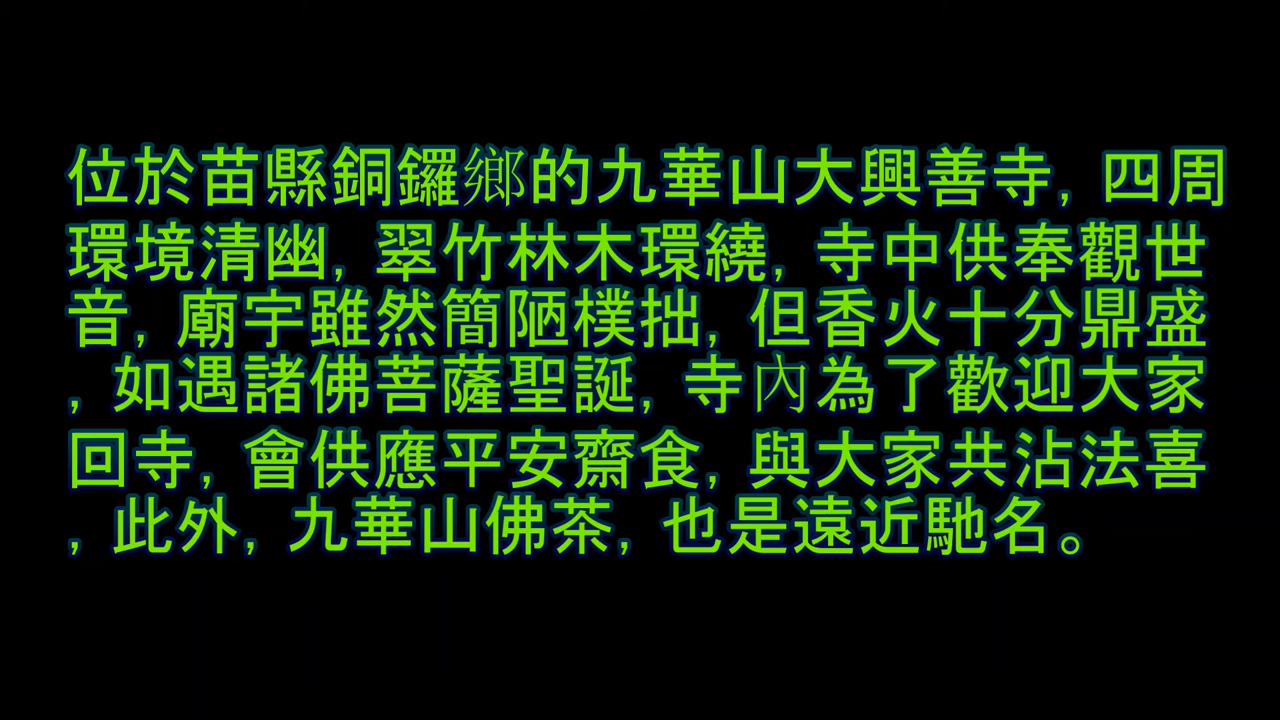 位於苗縣銅鑼鄉的九華山大興善寺, 四周
環境清幽, 翠竹林木環繞, 寺中供奉觀世
音, 廟宇雖然簡陋樸拙, 但香火十分鼎盛
, 如遇諸佛菩薩聖誕, 寺內為了歡迎大家
回寺, 會供應平安齋食, 與大家共沾法喜
, 此外, 九華山佛茶, 也是遠近馳名。